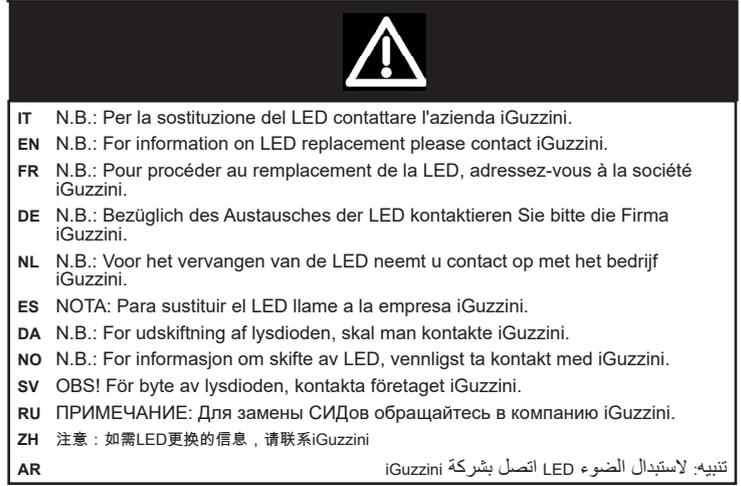 IT N.B.: Per la sostituzione del LED contattare l'azienda iGuzzini.
EN N.B.: For information on LED replacement please contact iGuzzini.
FR N.B.: Pour procéder au remplacement de la LED, adressez-vous à la société
iGuzzini.
DE N.B.: Bezüglich des Austausches der LED kontaktieren Sie bitte die Firma
iGuzzini.
NL N.B.: Voor het vervangen van de LED neemt u contact op met het bedrijf
iGuzzini.
ES NOTA: Para sustituir el LED llame a la empresa iGuzzini.
DA N.B.: For udskiftning af lysdioden, skal man kontakte iGuzzini.
NO N.B.: For informasjon om skifte av LED, vennligst ta kontakt med iGuzzini.
SV OBS! För byte av lysdioden, kontakta företaget iGuzzini.
RU ПРИМЕЧАНИЕ: Для замены СИДов обращайтесь в компанию iGuzzini.
ZH 注意：如需LED更换的信息，请联系iGuzzini
AR تنبيه: لاستبدال الضوء LED اتصل بشركة iGuzzini